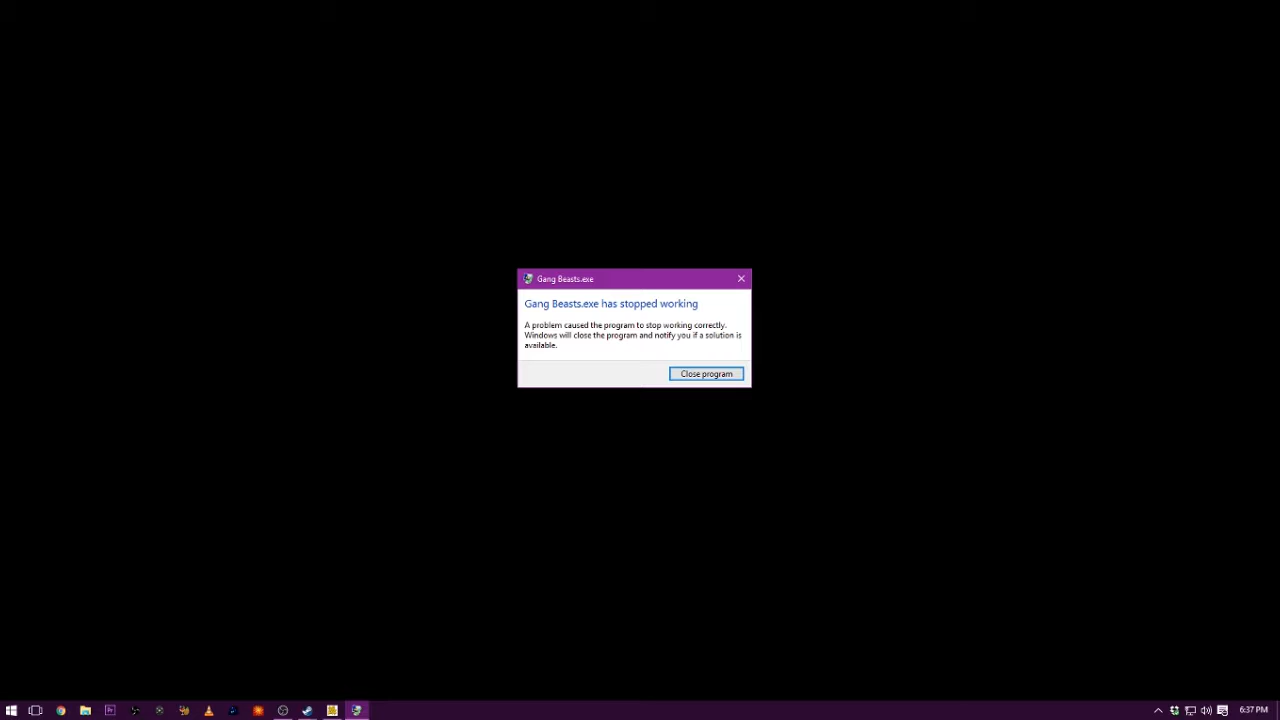 Gang Beasts.exe
Gang Beasts.exe has stopped working
A problem caused the program to stop working correctly.
Windows will close the program and notify you if a solution is
available.
Close program
Pr
6:37 PM